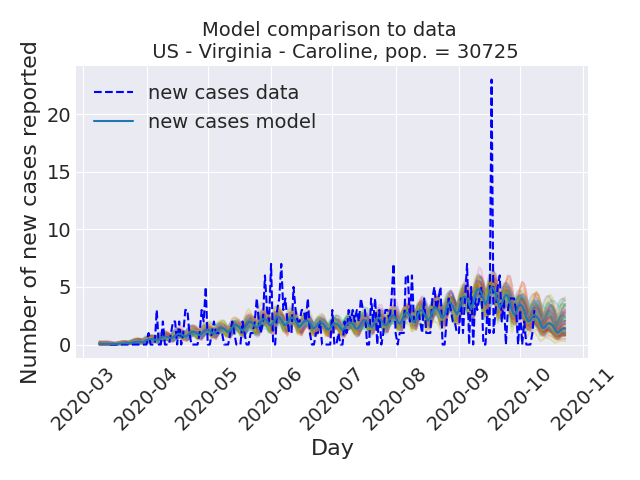 Model comparison to data
US - Virginia - Caroline, pop. = 30725
Number of new cases reported
new cases data
new cases model
20
15
10
5
0
2020-03
2020-04
2020-05
2020-06
2020-07
2020-08
2020-09
2020-10
2020-11
Day